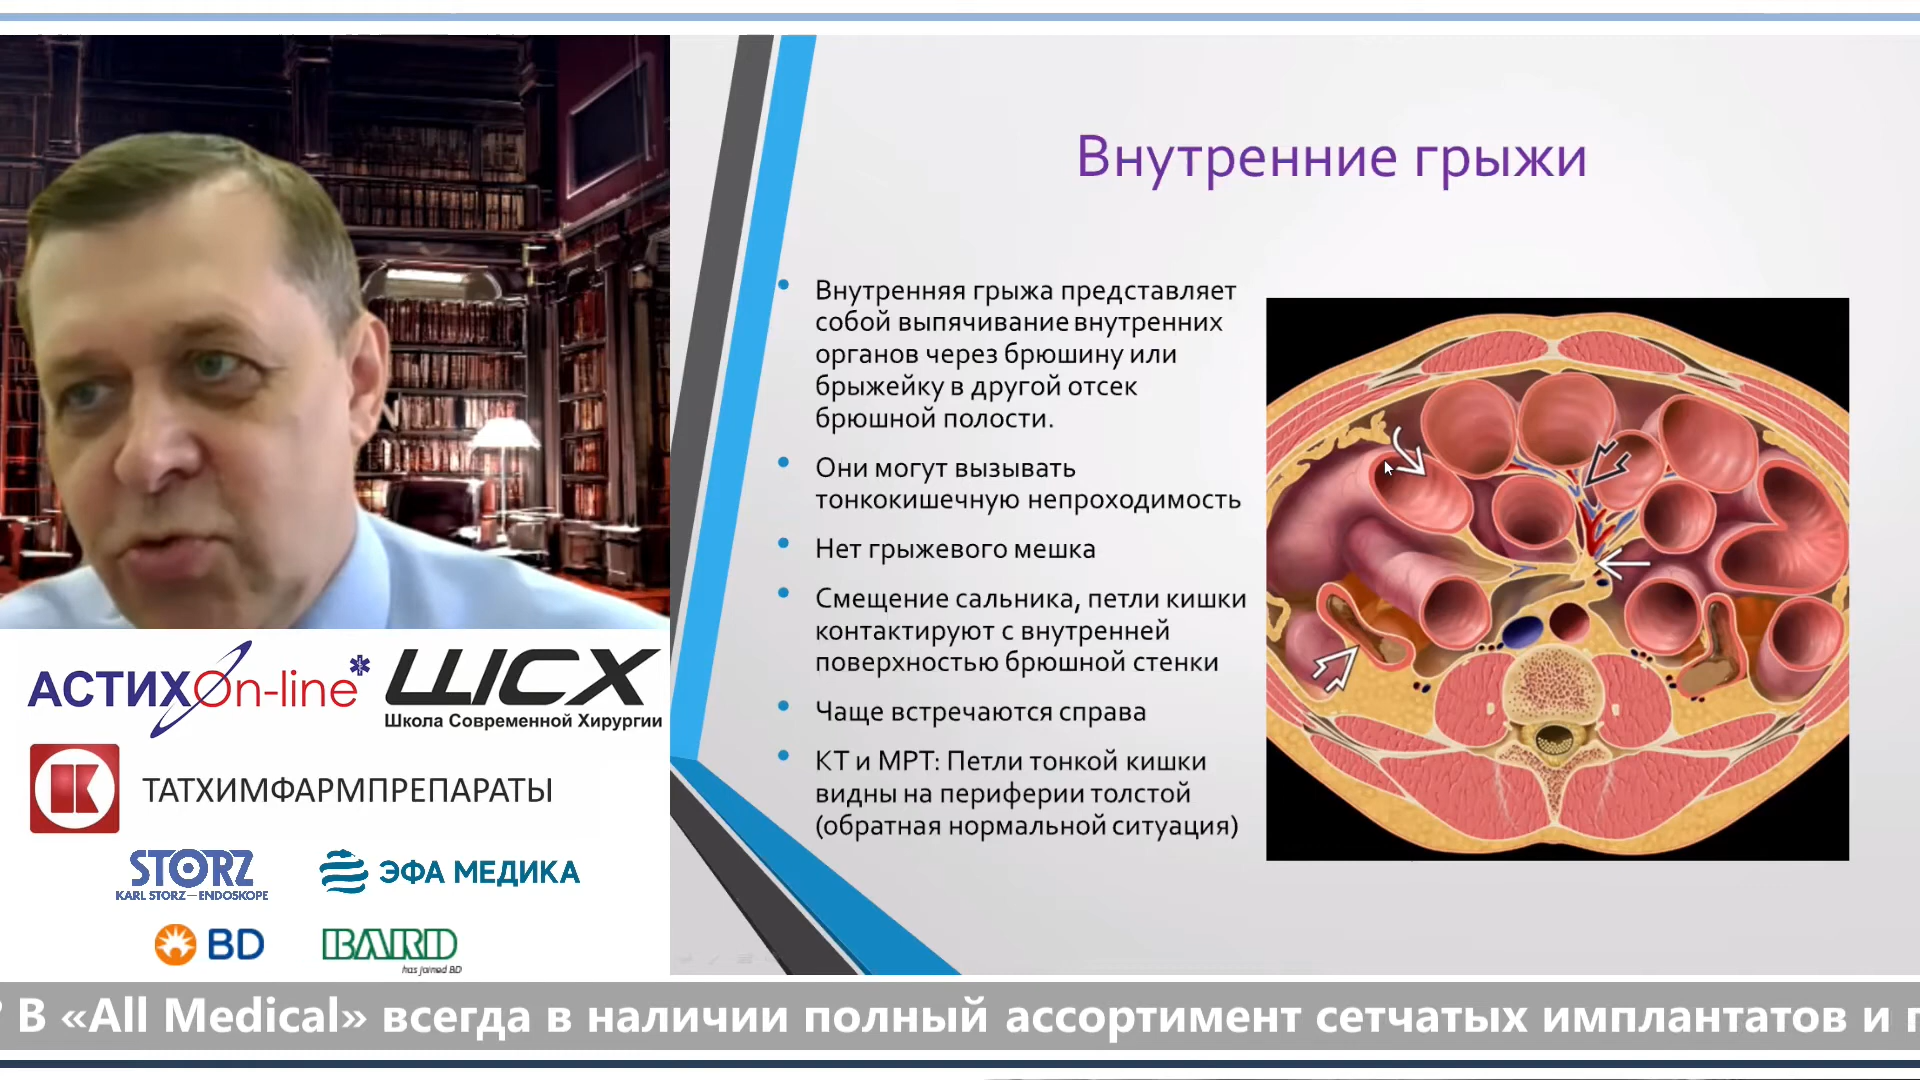 Внутренние грыжи
Внутренняя грыжа представляет
собой выпячивание внутренних
органов через брюшину или
брыжейку в другой отсек
брюшной полости.
Они могут вызывать
тонкокишечную непроходимость
Нет грыжевого мешка
Смещение сальника, петли кишки
контактируют с внутренней
поверхностью брюшной стенки
Чаще встречаются справа
КТ и МРТ: Петли тонкой кишки
видны на периферии толстой
(обратная нормальной ситуация)
АСТИХ On-line
ШСХ
Школа Современной Хирургии
ТАТХИМФАРМПРЕПАРАТЫ
STORZ
KARL STORZ—ENDOSKOPE
ЭФА МЕДИКА
BD
BARD
has joined BD
В «All Medical» всегда в наличии полный ассортимент сетчатых имплантатов и